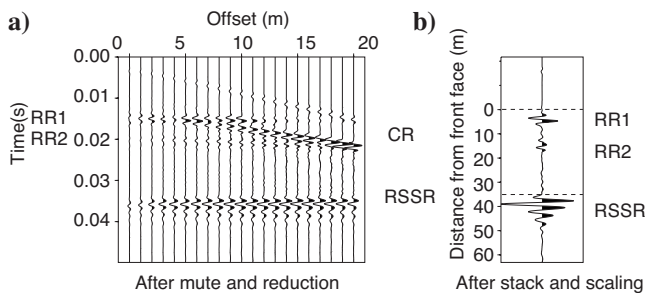 a)
Offset (m)
0 5 10 15 20
Time(s)
0.00
0.01
0.02
0.03
0.04
RR1
RR2
CR
RSSR
After mute and reduction
b)
Distance from front face (m)
0
10
20
30
40
50
60
RR1
RR2
RSSR
After stack and scaling